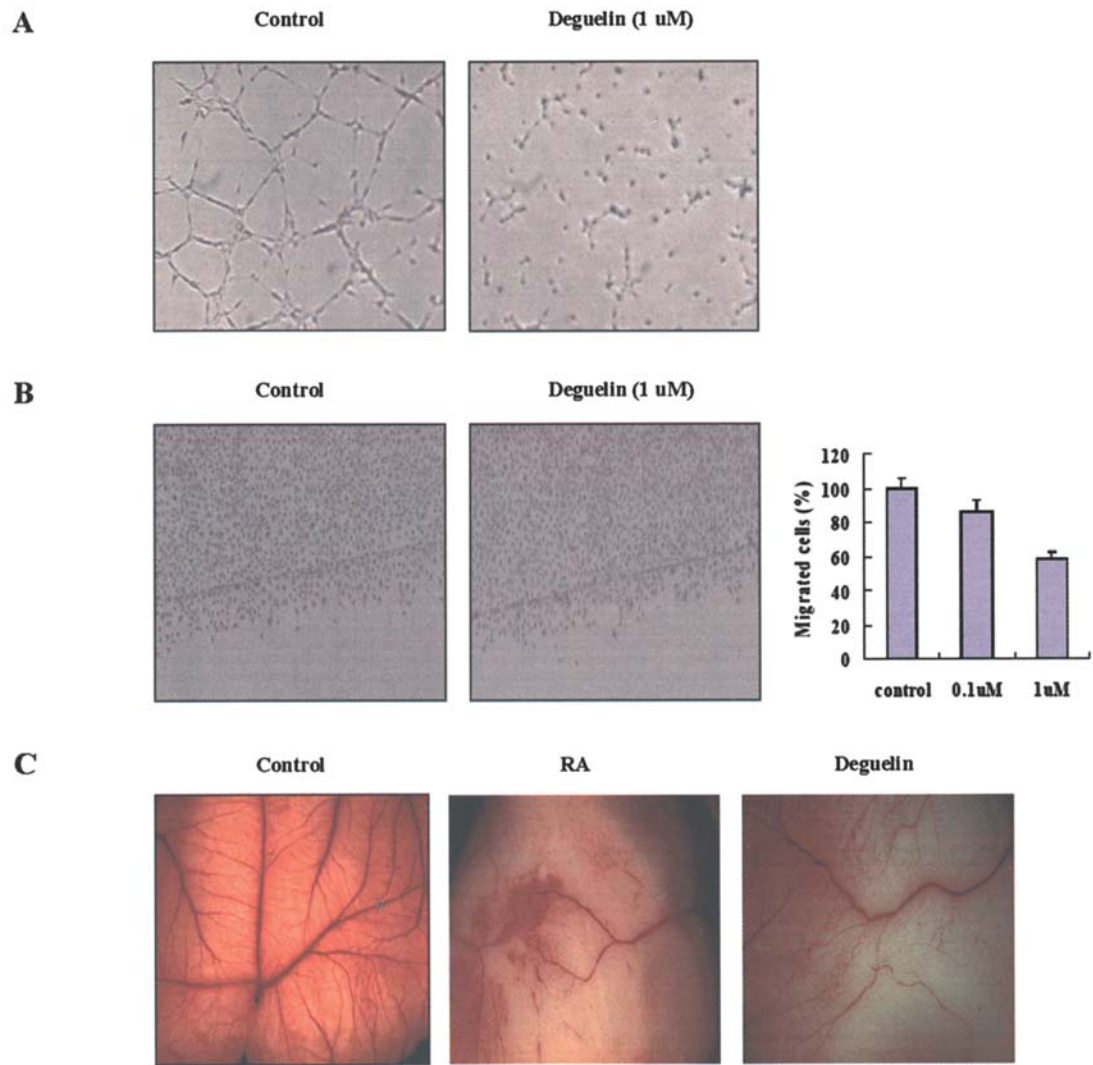 A
Control
Deguelin (1 uM)
B
Control
Deguelin (1 uM)
Migrated cells (%)
120
100
80
60
40
20
0
control 0.1uM 1uM
C
Control
RA
Deguelin